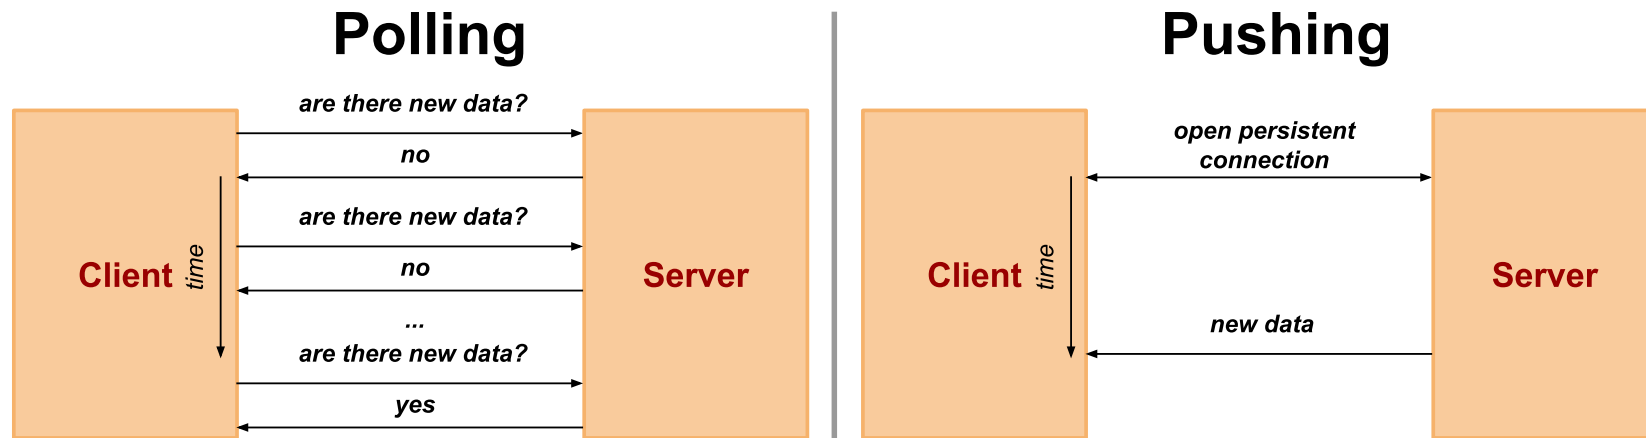 Polling
are there new data?
no
are there new data?
no
...
are there new data?
yes
Client
time
Server
Pushing
open persistent
connection
new data
Client
time
Server